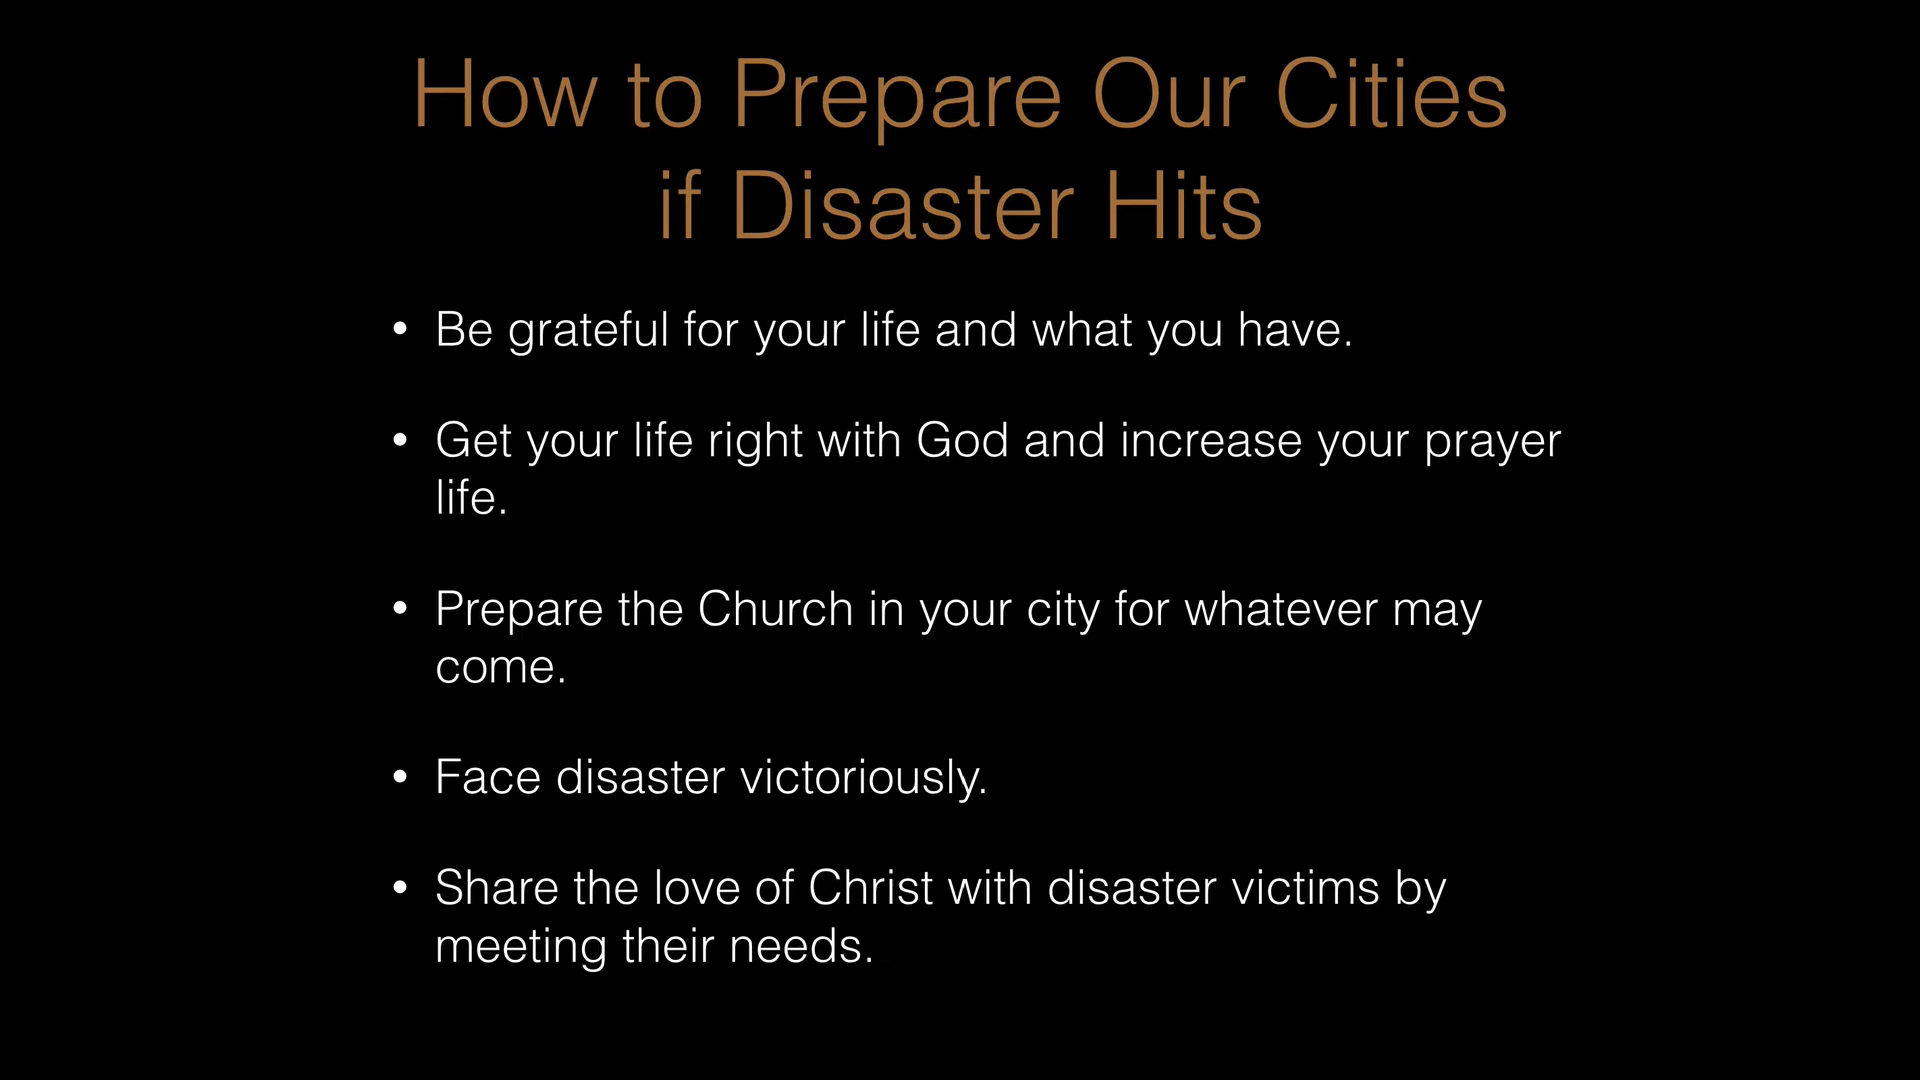 How to Prepare Our Cities
if Disaster Hits
• Be grateful for your life and what you have.
• Get your life right with God and increase your prayer
life.
• Prepare the Church in your city for whatever may
come.
• Face disaster victoriously.
• Share the love of Christ with disaster victims by
meeting their needs.